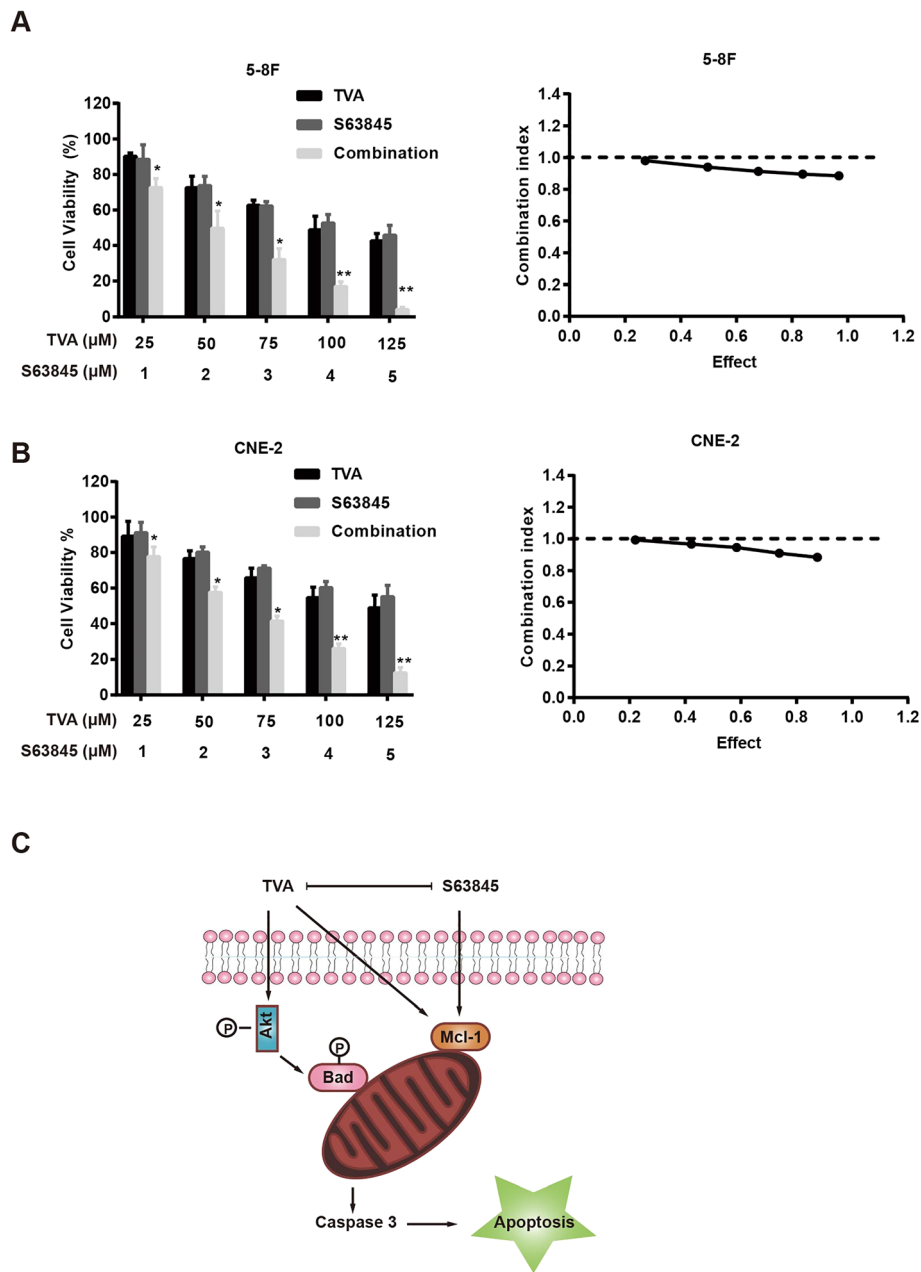 A
5-8F
TVA
S63845
Combination
Cell Viability (%)
120
100
80
60
40
20
0
*
*
*
**
**
TVA (μM) 25 50 75 100 125
S63845 (μM) 1 2 3 4 5
5-8F
Combination index
1.4
1.2
1.0
0.8
0.6
0.4
0.2
0.0
0.0 0.2 0.4 0.6 0.8 1.0 1.2
Effect
B
CNE-2
TVA
S63845
Combination
Cell Viability %
120
100
80
60
40
20
0
*
*
*
**
**
TVA (μM) 25 50 75 100 125
S63845 (μM) 1 2 3 4 5
CNE-2
Combination index
1.4
1.2
1.0
0.8
0.6
0.4
0.2
0.0
0.0 0.2 0.4 0.6 0.8 1.0 1.2
Effect
C
TVA S63845
P Akt
Mcl-1
P
Bad
Caspase 3 Apoptosis